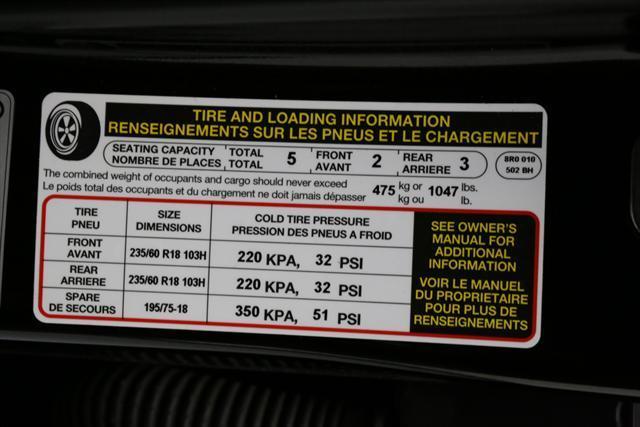 TIRE AND LOADING INFORMATION
RENSEIGNEMENTS SUR LES PNEUS ET LE CHARGEMENT
SEATING CAPACITY TOTAL 5 FRONT 2 REAR 3
NOMBRE DE PLACES TOTAL AVANT ARRIERE
8R0 010
502 BH
The combined weight of occupants and cargo should never exceed 475 kg or 1047 lbs.
Le poids total des occupants et du chargement ne doit jamais dépasser kg ou lb.
TIRE SIZE COLD TIRE PRESSURE
PNEU DIMENSIONS PRESSION DES PNEUS A FROID
FRONT
AVANT 235/60 R18 103H 220 KPA, 32 PSI
REAR
ARRIERE 235/60 R18 103H 220 KPA, 32 PSI
SPARE
DE SECOURS 195/75-18 350 KPA, 51 PSI
SEE OWNER'S
MANUAL FOR
ADDITIONAL
INFORMATION
VOIR LE MANUEL
DU PROPRIETAIRE
POUR PLUS DE
RENSEIGNEMENTS